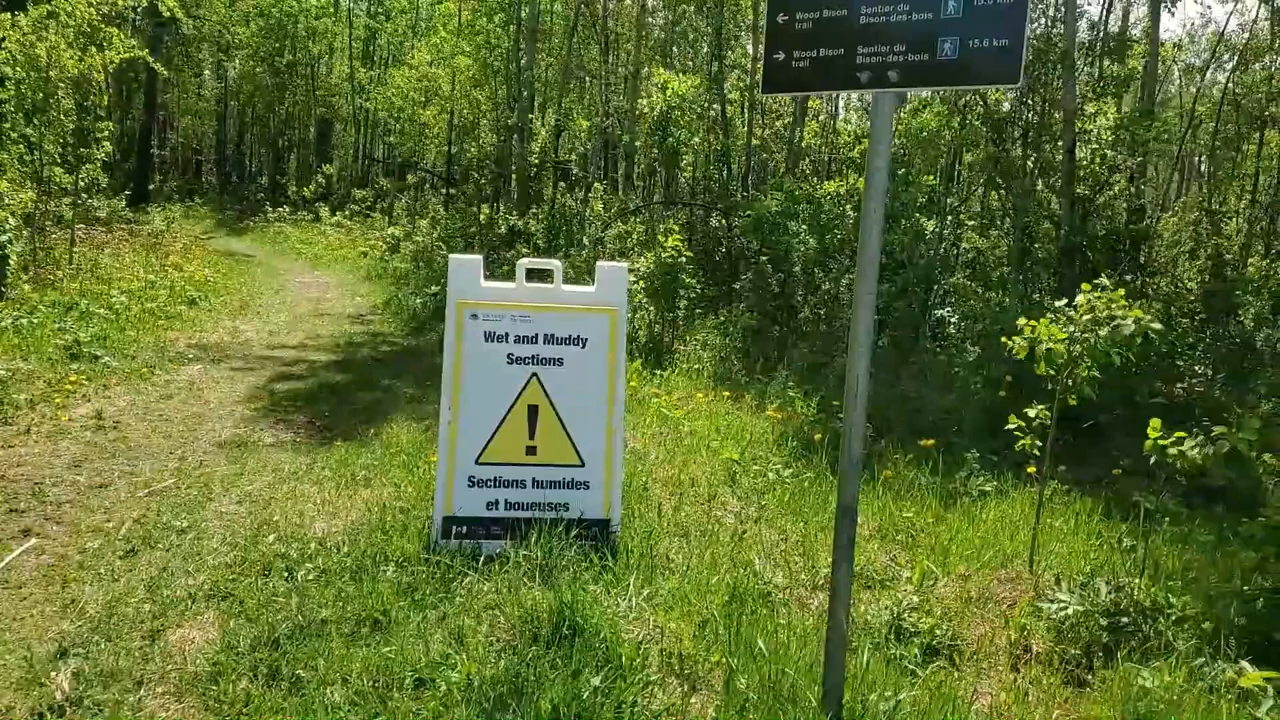 Wood Bison
trail
Sentier du
Bison-des-bois
Wood Bison
trail
Sentier du
Bison-des-bois
15.6 km
Wet and Muddy
Sections
Sections humides
et boueuses